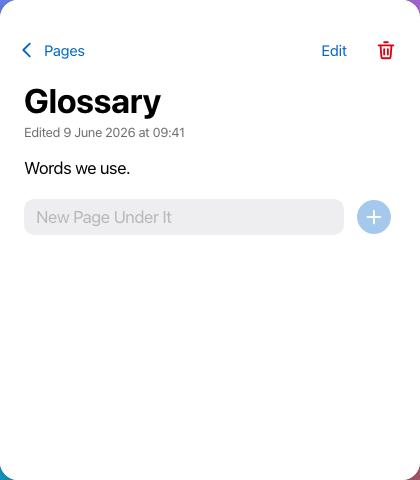 Pages
Edit
Glossary
Edited 9 June 2026 at 09:41
Words we use.
New Page Under It